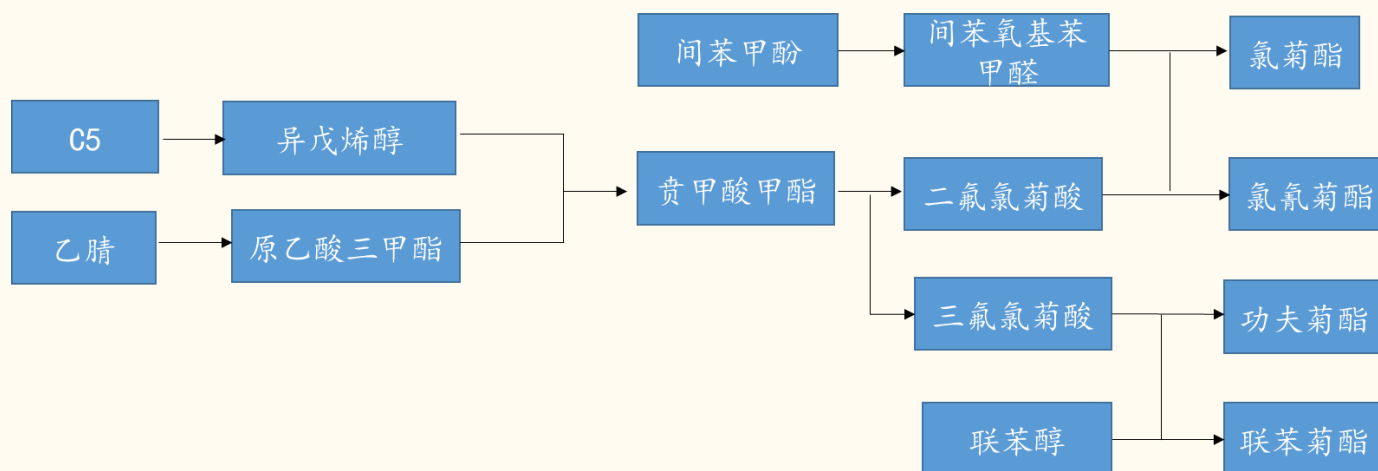 间苯甲酚
间苯氧基苯
甲醛
氯菊酯
C5
异戊烯醇
贲甲酸甲酯
二氟氯菊酸
氯氰菊酯
乙腈
原乙酸三甲酯
三氟氯菊酸
功夫菊酯
联苯醇
联苯菊酯